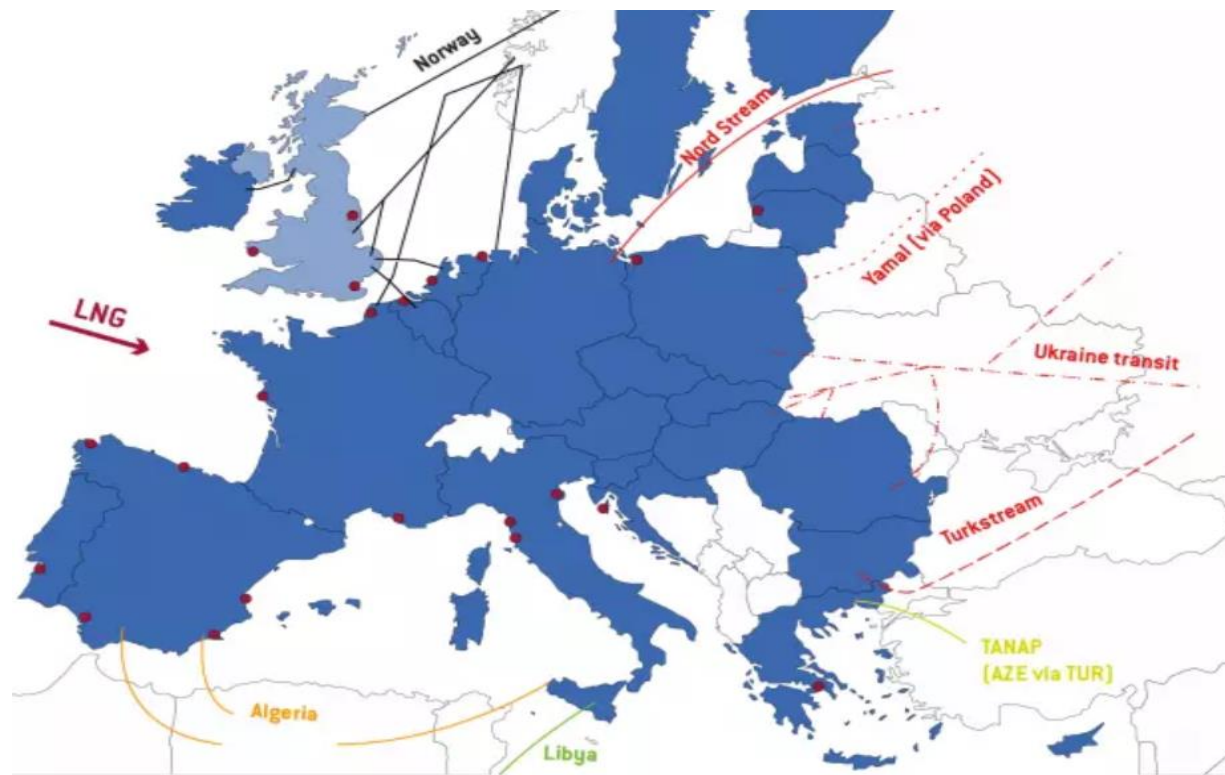 Norway
Nord Stream
Yamal (via Poland)
LNG
Ukraine transit
Turkstream
TANAP
(AZE via TUR)
Algeria
Libya